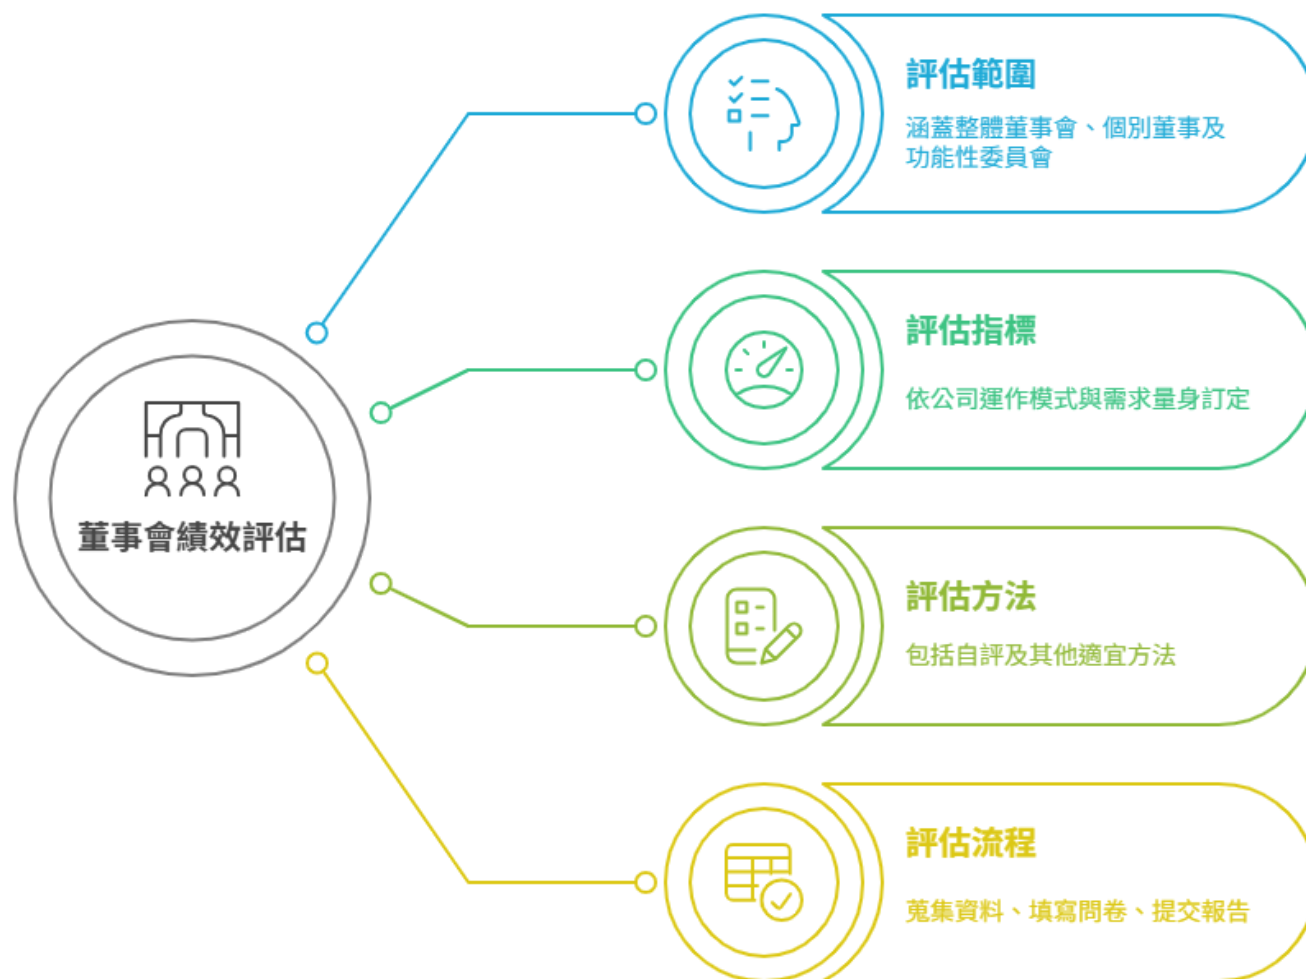 董事會績效評估
評估範圍
涵蓋整體董事會、個別董事及
功能性委員會
評估指標
依公司運作模式與需求量身訂定
評估方法
包括自評及其他適宜方法
評估流程
蒐集資料、填寫問卷、提交報告